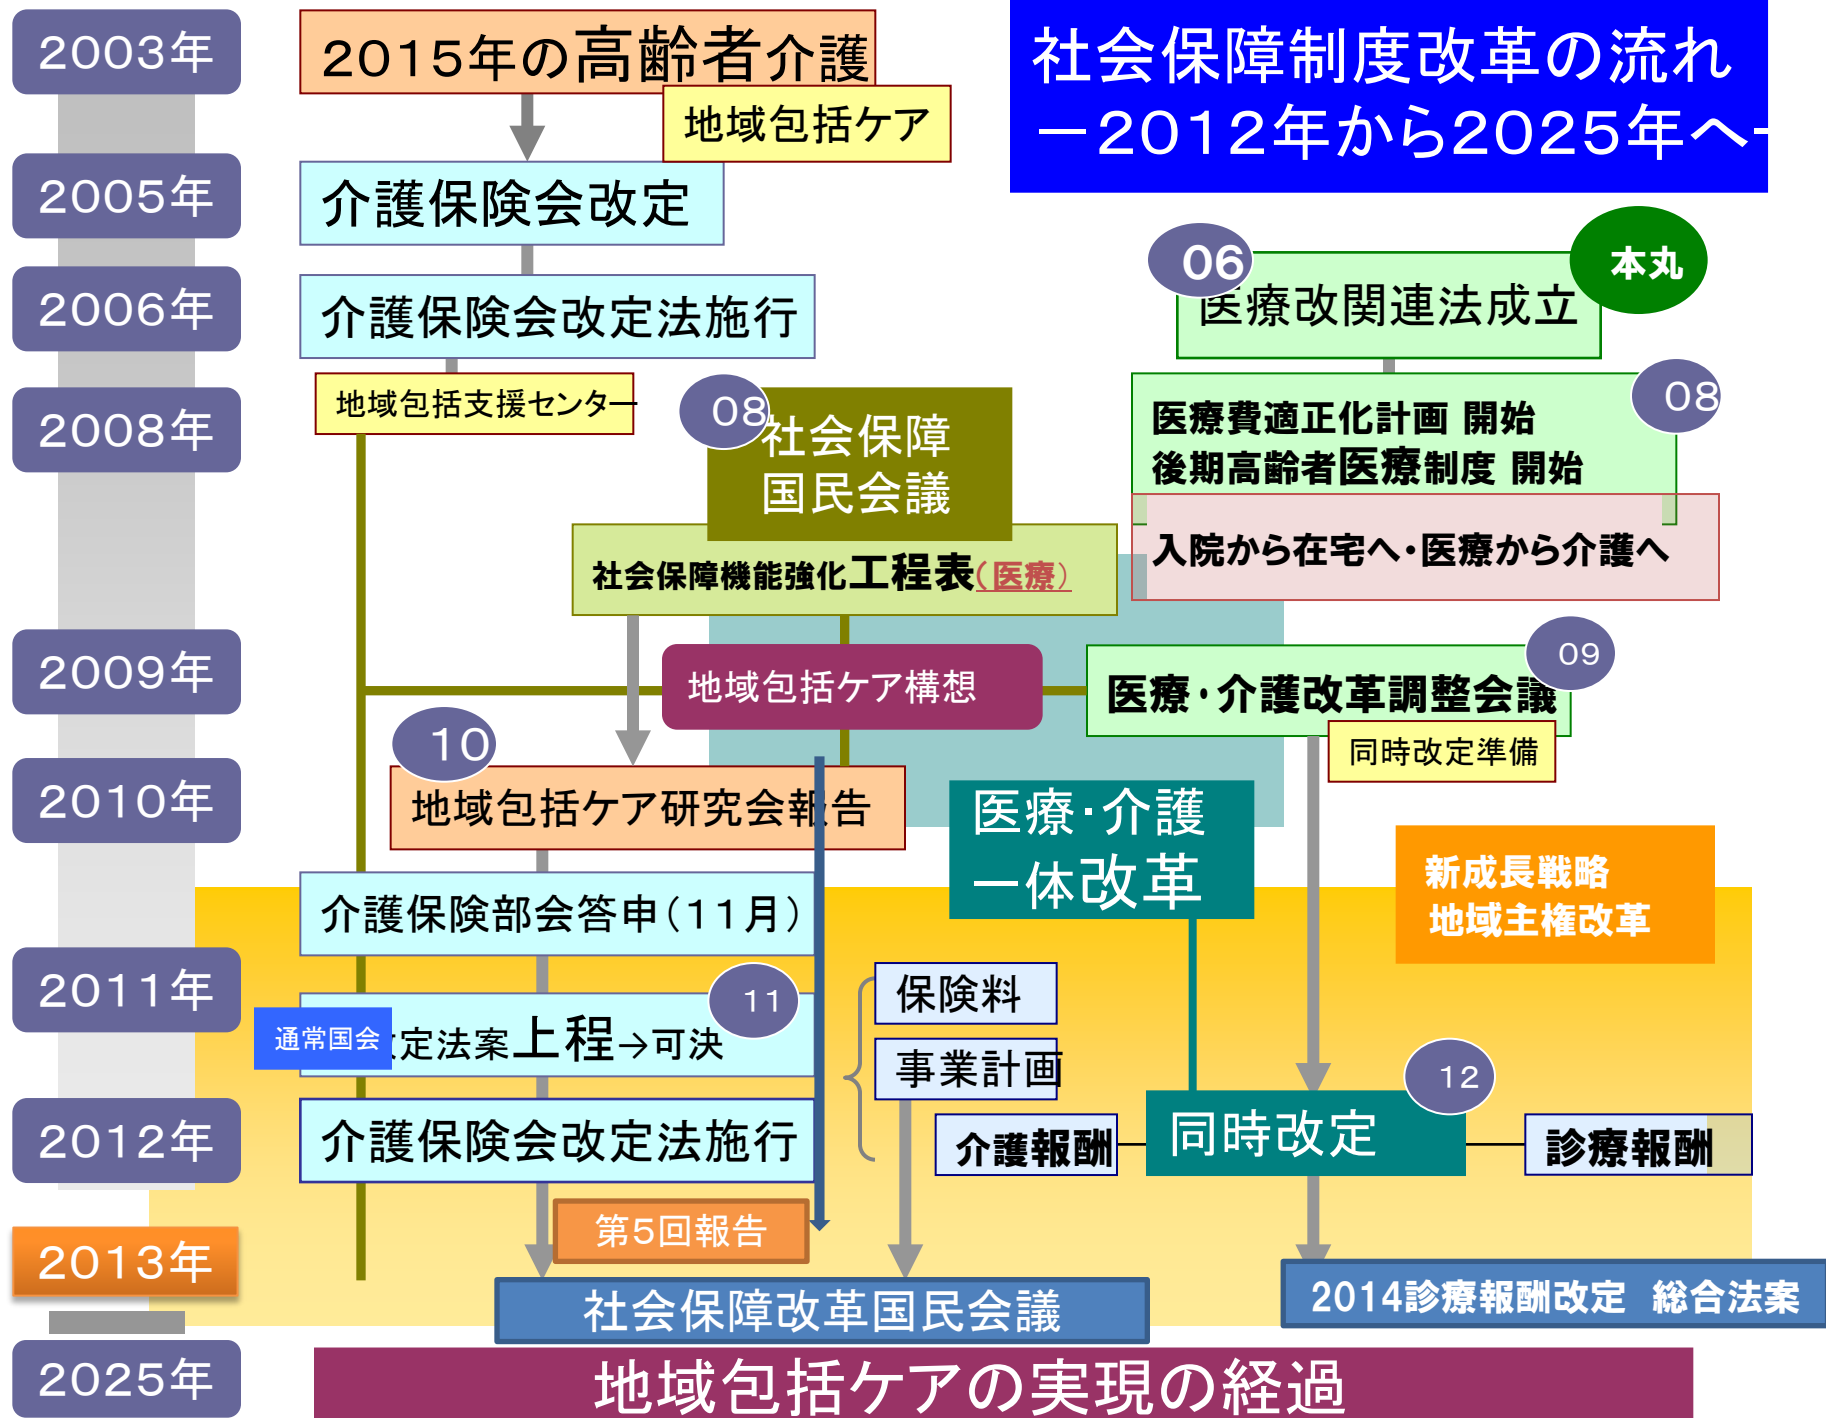 2003年
2015年の高齢者介護
地域包括ケア
社会保障制度改革の流れ
－2012年から2025年へ-
2005年
介護保険会改定
2006年
介護保険会改定法施行
06
医療改関連法成立
本丸
2008年
地域包括支援センター
08
社会保障
国民会議
08
医療費適正化計画 開始
後期高齢者医療制度 開始
入院から在宅へ・医療から介護へ
社会保障機能強化工程表（医療）
2009年
地域包括ケア構想
09
医療・介護改革調整会議
同時改定準備
2010年
10
地域包括ケア研究会報告
医療・介護
一体改革
新成長戦略
地域主権改革
介護保険部会答申（11月）
2011年
通常国会
定法案上程→可決
11
保険料
事業計画
2012年
介護保険会改定法施行
介護報酬
同時改定
12
診療報酬
2013年
第5回報告
社会保障改革国民会議
2014診療報酬改定　総合法案
2025年
地域包括ケアの実現の経過